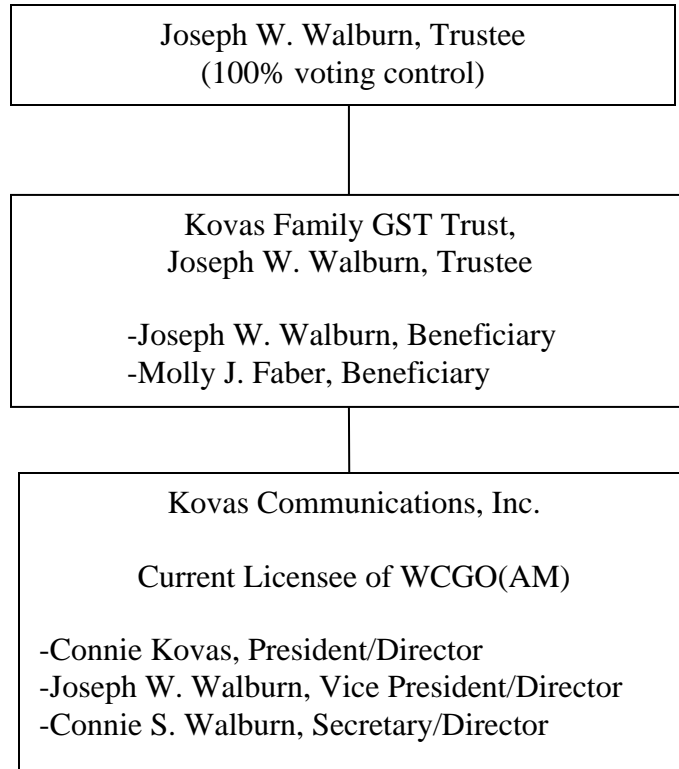 Joseph W. Walburn, Trustee
(100% voting control)
Kovas Family GST Trust,
Joseph W. Walburn, Trustee
-Joseph W. Walburn, Beneficiary
-Molly J. Faber, Beneficiary
Kovas Communications, Inc.
Current Licensee of WCGO(AM)
-Connie Kovas, President/Director
-Joseph W. Walburn, Vice President/Director
-Connie S. Walburn, Secretary/Director